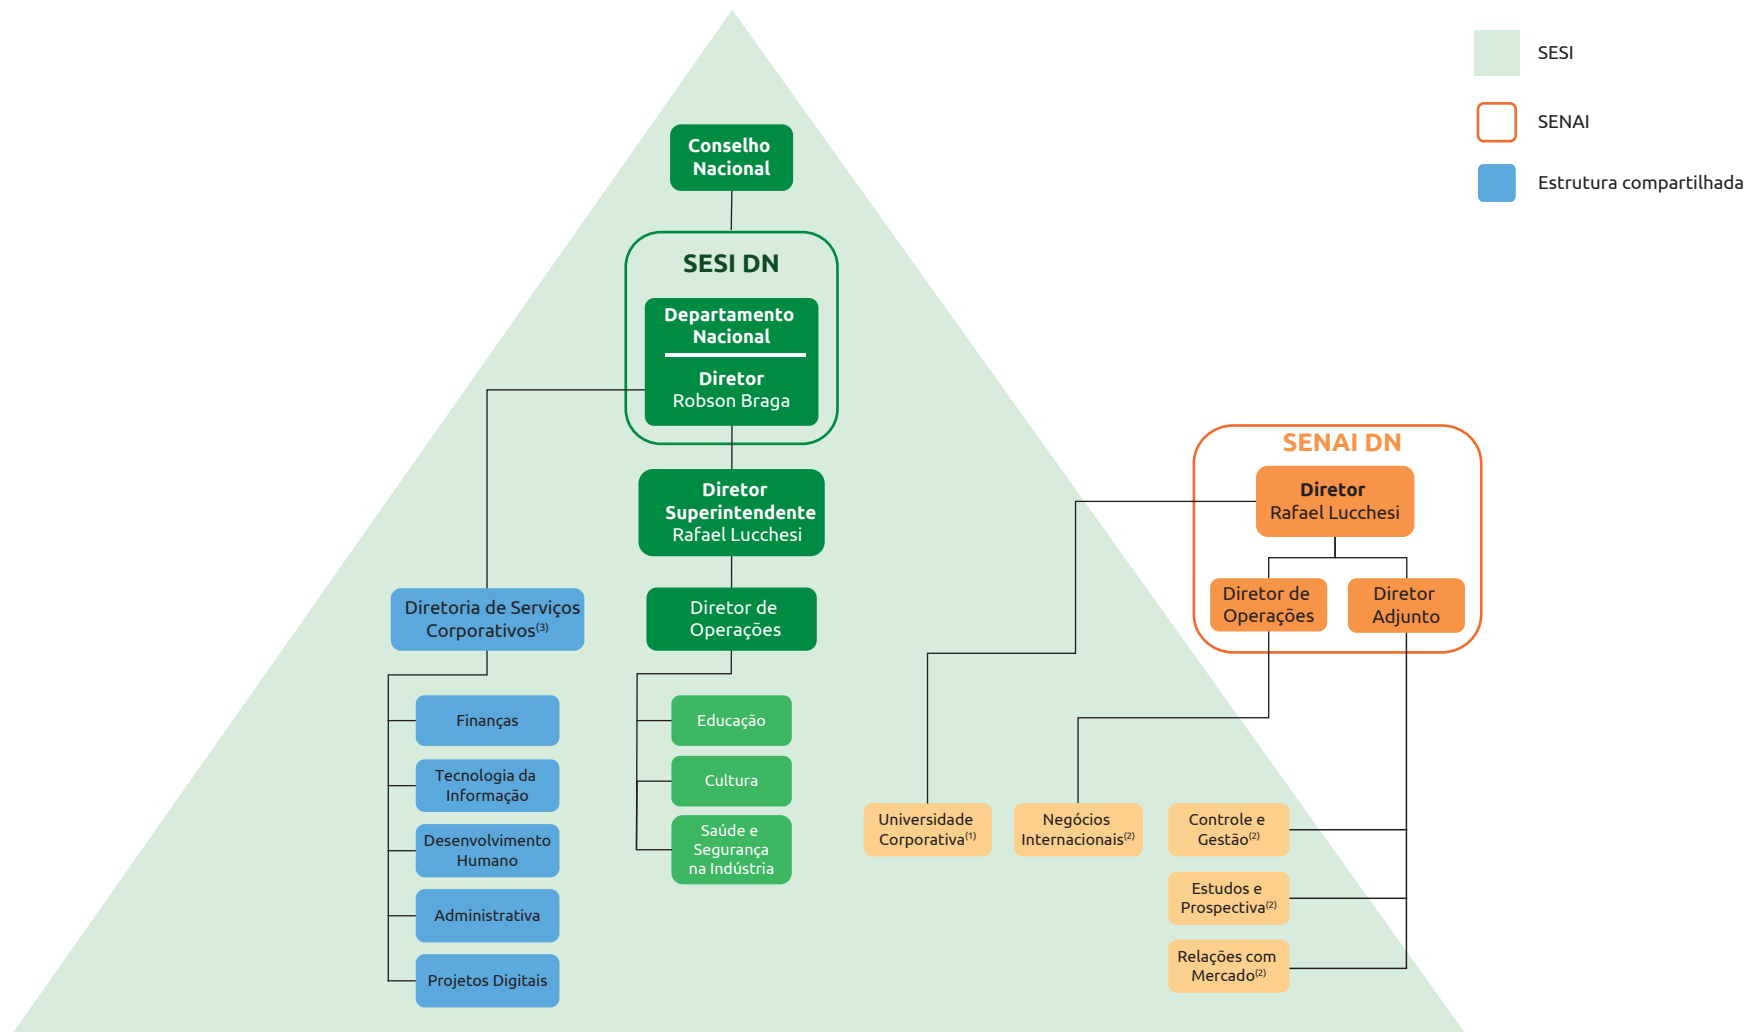 SESI
SENAI
Estrutura compartilhada
Conselho
Nacional
SESI DN
Departamento
Nacional
Diretor
Robson Braga
Diretor
Superintendente
Rafael Lucchesi
SENAI DN
Diretor
Rafael Lucchesi
Diretor de
Operações
Diretor
Adjunto
Diretoria de Serviços
Corporativos(3)
Diretor de
Operações
Finanças
Tecnologia da
Informação
Desenvolvimento
Humano
Administrativa
Projetos Digitais
Educação
Cultura
Saúde e
Segurança
na Indústria
Universidade
Corporativa(1)
Negócios
Internacionais(2)
Controle e
Gestão(2)
Estudos e
Prospectiva(2)
Relações com
Mercado(2)